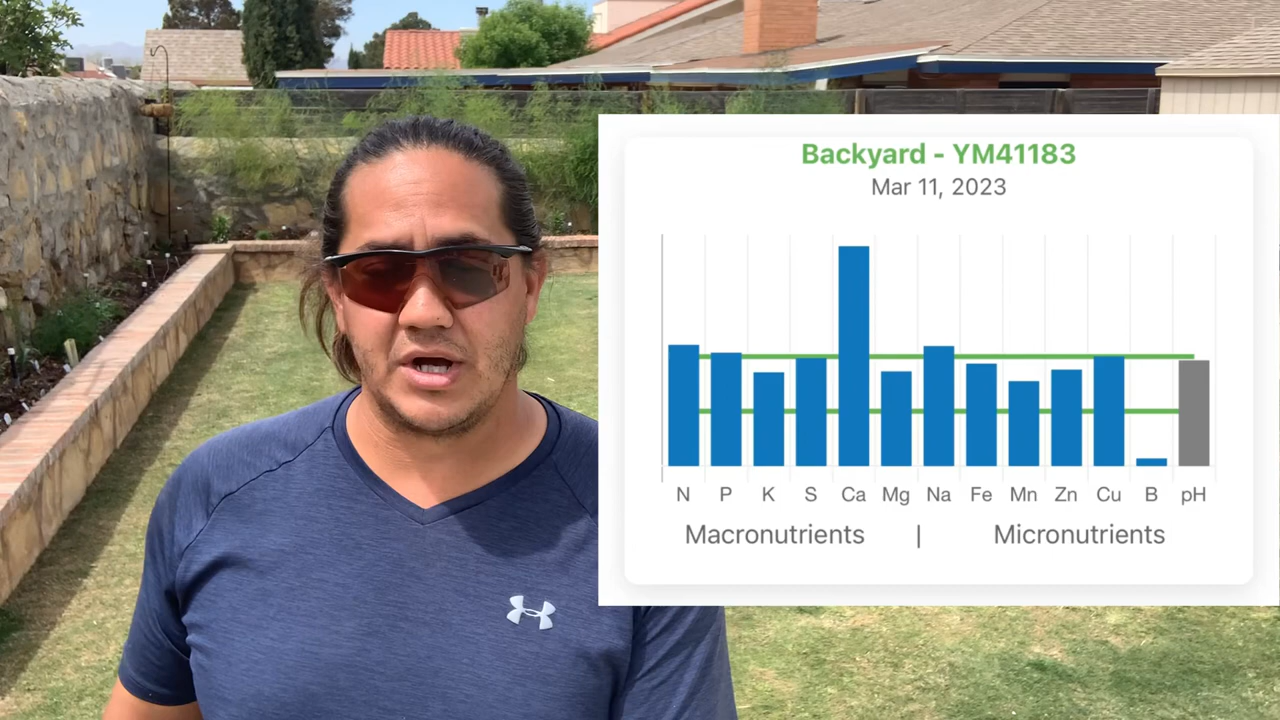 Backyard - YM41183
Mar 11, 2023
N P K S Ca Mg Na Fe Mn Zn Cu B pH
Macronutrients | Micronutrients